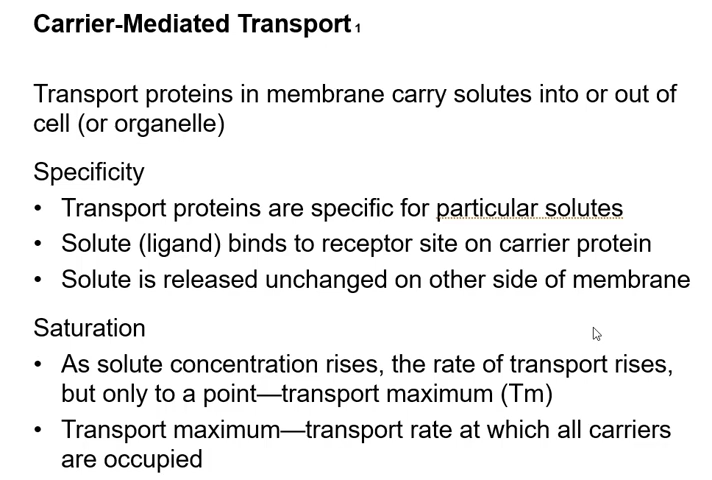 Carrier-Mediated Transport 1
Transport proteins in membrane carry solutes into or out of
cell (or organelle)
Specificity
• Transport proteins are specific for particular solutes
• Solute (ligand) binds to receptor site on carrier protein
• Solute is released unchanged on other side of membrane
Saturation
• As solute concentration rises, the rate of transport rises,
but only to a point—transport maximum (Tm)
• Transport maximum—transport rate at which all carriers
are occupied